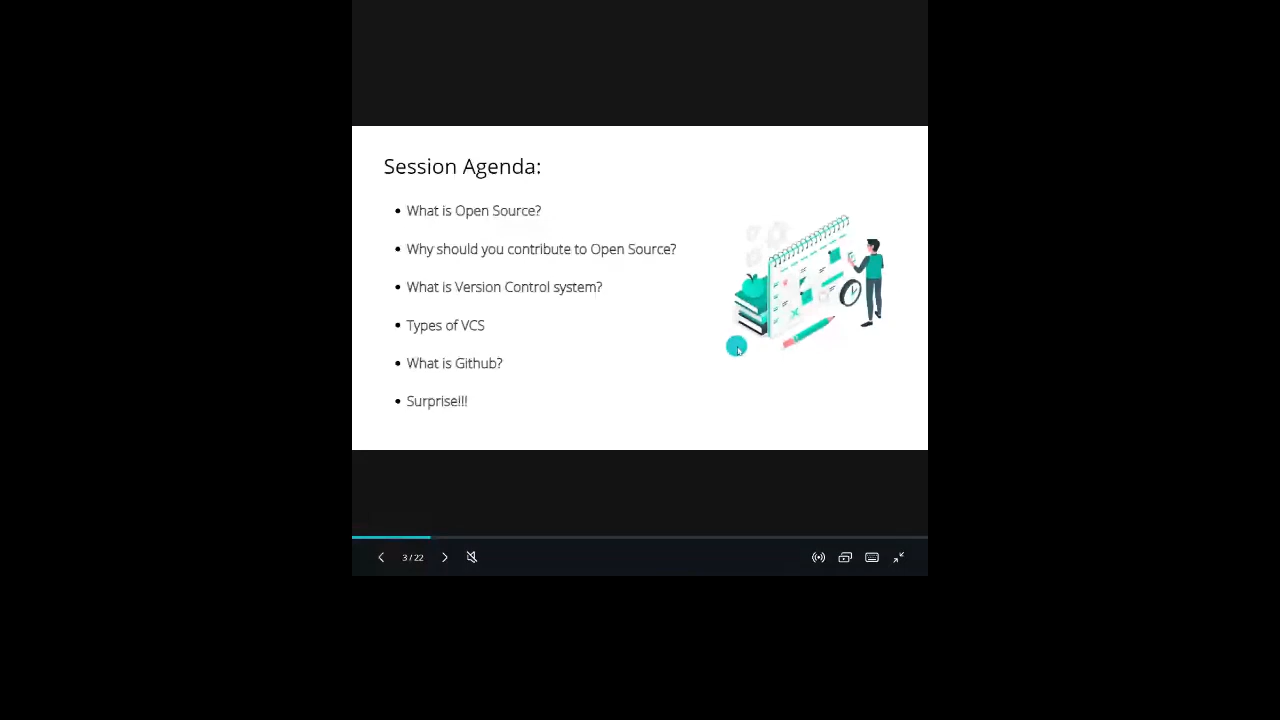 Session Agenda:
What is Open Source?
Why should you contribute to Open Source?
What is Version Control system?
Types of VCS
What is Github?
Surprise!!!
3 / 22